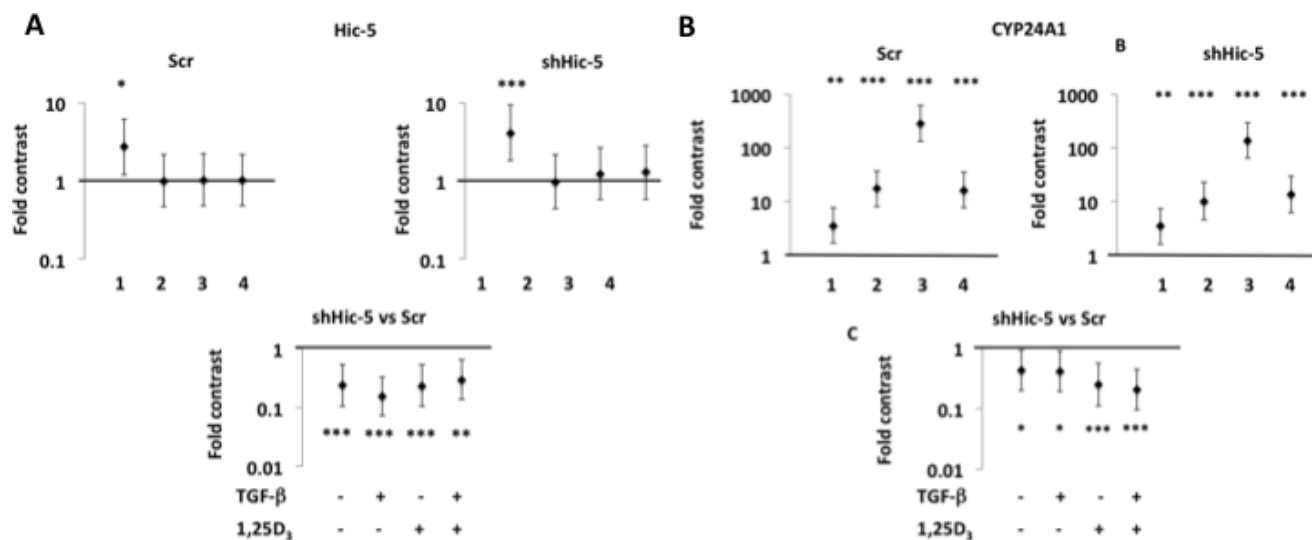 A
Hic-5
Scr
shHic-5
*
***
Fold contrast
10
1
0.1
1 2 3 4
Fold contrast
10
1
0.1
1 2 3 4
shHic-5 vs Scr
Fold contrast
1
0.1
0.01
*** *** *** **
TGF-β - + - +
1,25D3 - - + +
B
CYP24A1
B
Scr
shHic-5
** *** *** ***
Fold contrast
1000
100
10
1
1 2 3 4
** *** *** ***
Fold contrast
1000
100
10
1
1 2 3 4
C
shHic-5 vs Scr
Fold contrast
1
0.1
0.01
* * *** ***
TGF-β - + - +
1,25D3 - - + +